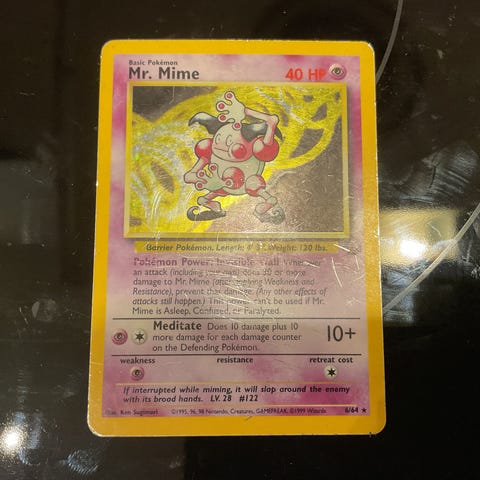 Basic Pokémon
Mr. Mime
40 HP
Barrier Pokémon. Length: 4' 3" Weight: 120 lbs.
Pokémon Power: Invisible Wall Whenever
an attack (including your own) does 30 or more
damage to Mr. Mime (after applying Weakness and
Resistance), prevent that damage. (Any other effects of
attacks still happen.) This power can't be used if Mr.
Mime is Asleep, Confused, or Paralyzed.
Meditate Does 10 damage plus 10
more damage for each damage counter
on the Defending Pokémon.
10+
weakness resistance retreat cost
If interrupted while miming, it will slap around the enemy
with its broad hands. LV. 28 #122
Illus. Ken Sugimori ©1995, 96, 98 Nintendo, Creatures, GAMEFREAK. ©1999 Wizards. 6/64 ★